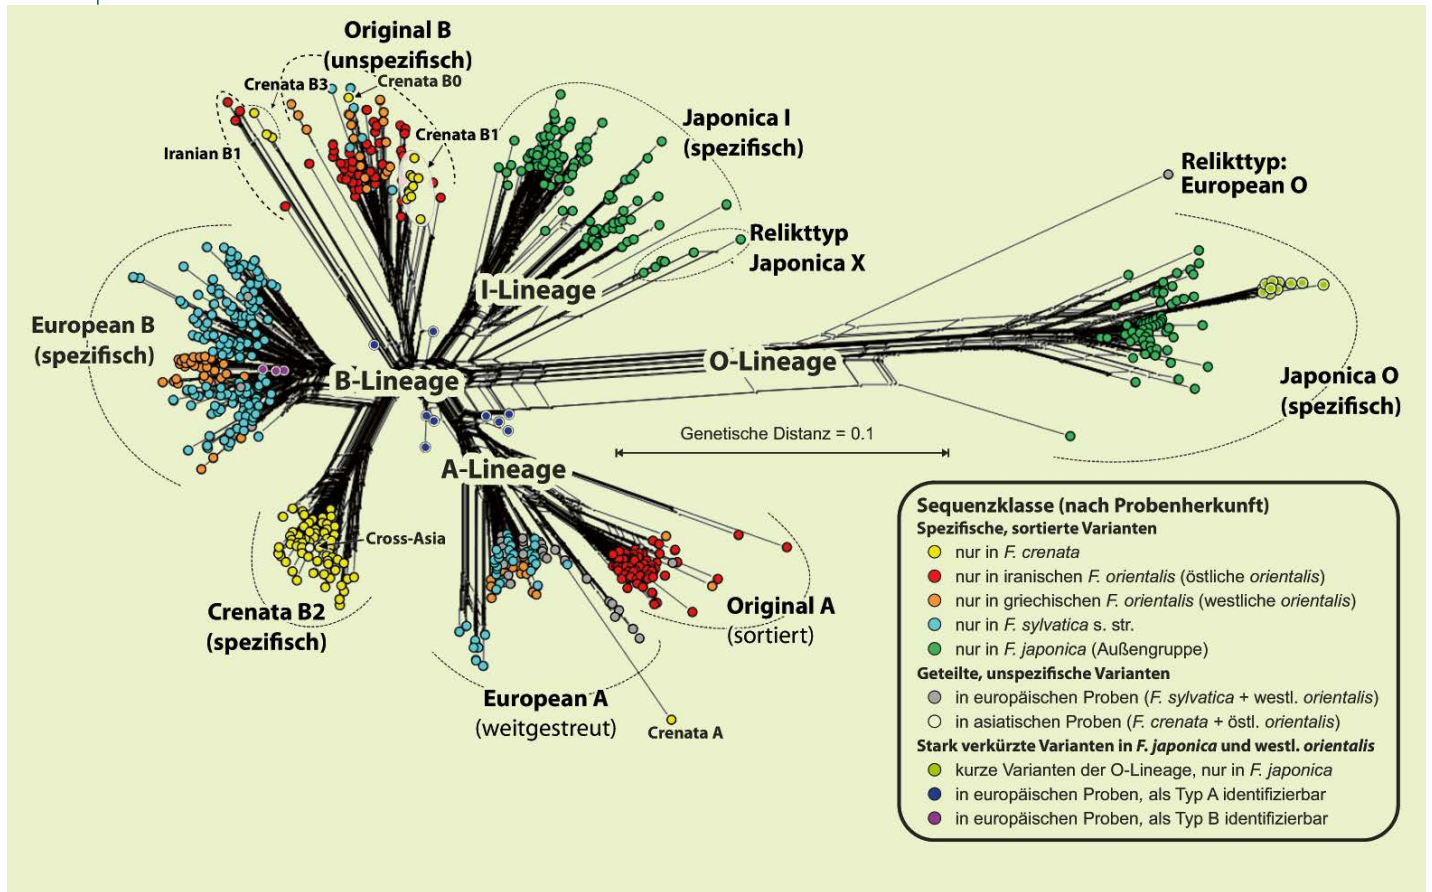 Original B
(unspezifisch)
Crenata B3
Crenata B0
Crenata B1
Iranian B1
Japonica I
(spezifisch)
Relikttyp:
European O
Relikttyp
Japonica X
I-Lineage
European B
(spezifisch)
B-Lineage
O-Lineage
Japonica O
(spezifisch)
Genetische Distanz = 0.1
A-Lineage
Cross-Asia
Crenata B2
(spezifisch)
Original A
(sortiert)
European A
(weitgestreut)
Crenata A
Sequenzklasse (nach Probenherkunft)
Spezifische, sortierte Varianten
nur in F. crenata
nur in iranischen F. orientalis (östliche orientalis)
nur in griechischen F. orientalis (westliche orientalis)
nur in F. sylvatica s. str.
nur in F. japonica (Außengruppe)
Geteilte, unspezifische Varianten
in europäischen Proben (F. sylvatica + westl. orientalis)
in asiatischen Proben (F. crenata + östl. orientalis)
Stark verkürzte Varianten in F. japonica und westl. orientalis
kurze Varianten der O-Lineage, nur in F. japonica
in europäischen Proben, als Typ A identifizierbar
in europäischen Proben, als Typ B identifizierbar